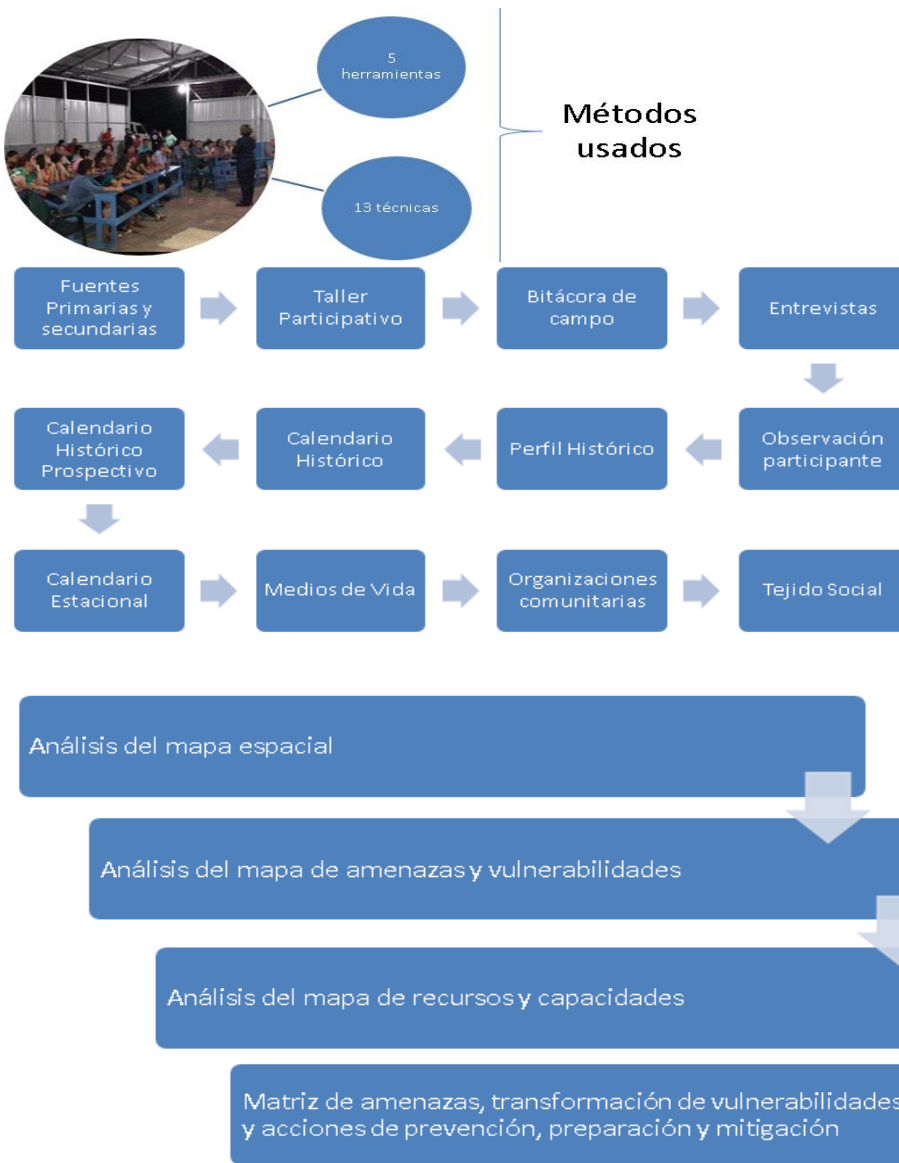 5
herramientas
13 técnicas
Métodos
usados
Fuentes
Primarias y
secundarias
Taller
Participativo
Bitácora de
campo
Entrevistas
Calendario
Histórico
Prospectivo
Calendario
Histórico
Perfil Histórico
Observación
participante
Calendario
Estacional
Medios de Vida
Organizaciones
comunitarias
Tejido Social
Análisis del mapa espacial
Análisis del mapa de amenazas y vulnerabilidades
Análisis del mapa de recursos y capacidades
Matriz de amenazas, transformación de vulnerabilidades
y acciones de prevención, preparación y mitigación